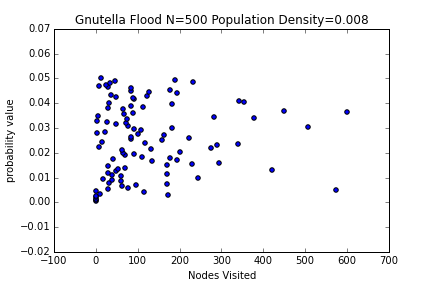 Gnutella Flood N=500 Population Density=0.008
0.07
0.06
0.05
0.04
0.03
0.02
0.01
0.00
−0.01
−0.02
probability value
−100 0 100 200 300 400 500 600 700
Nodes Visited